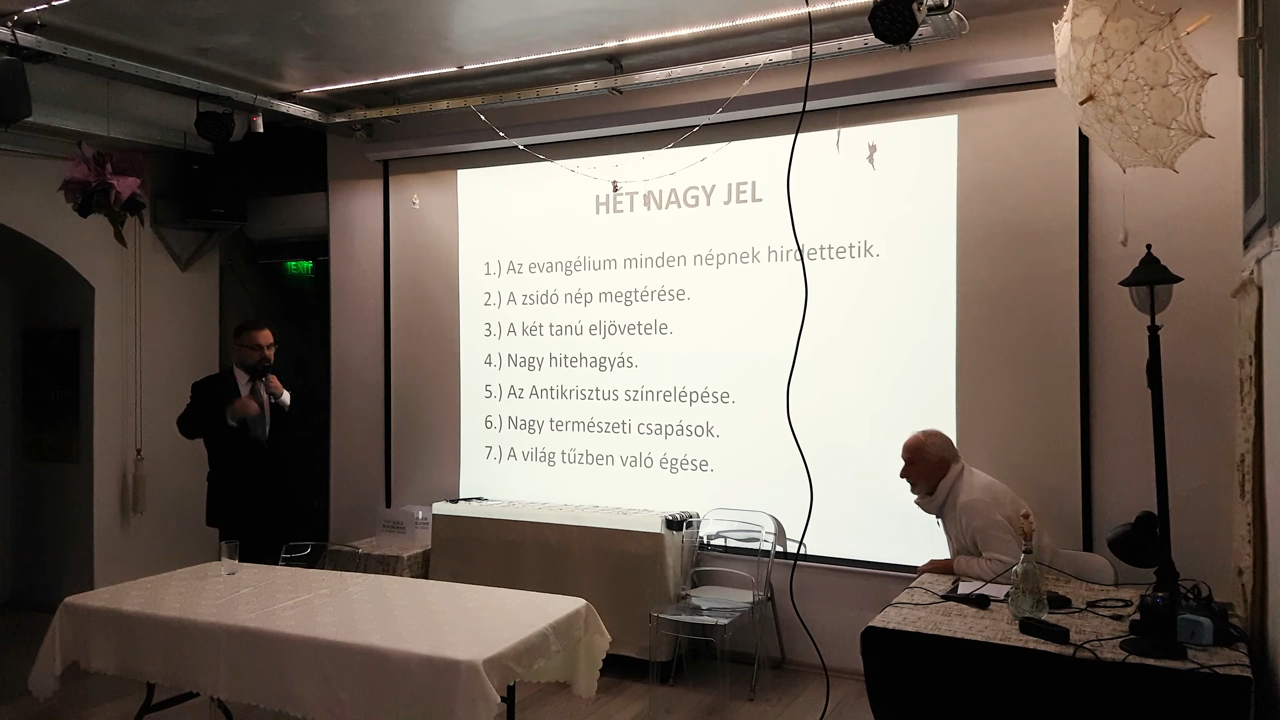 EXIT
HÉT NAGY JEL
1.) Az evangélium minden népnek hirdettetik.
2.) A zsidó nép megtérése.
3.) A két tanú eljövetele.
4.) Nagy hitehagyás.
5.) Az Antikrisztus színrelépése.
6.) Nagy természeti csapások.
7.) A világ tűzben való égése.